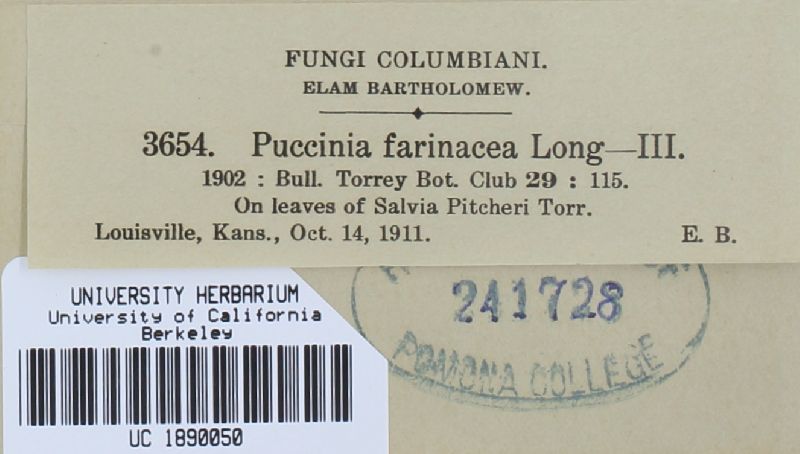 FUNGI COLUMBIANI.
ELAM BARTHOLOMEW.
3654. Puccinia farinacea Long—III.
1902 : Bull. Torrey Bot. Club 29 : 115.
On leaves of Salvia Pitcheri Torr.
Louisville, Kans., Oct. 14, 1911. E. B.
241728
POMONA COLLEGE
UNIVERSITY HERBARIUM
University of California
Berkeley
UC 1890050